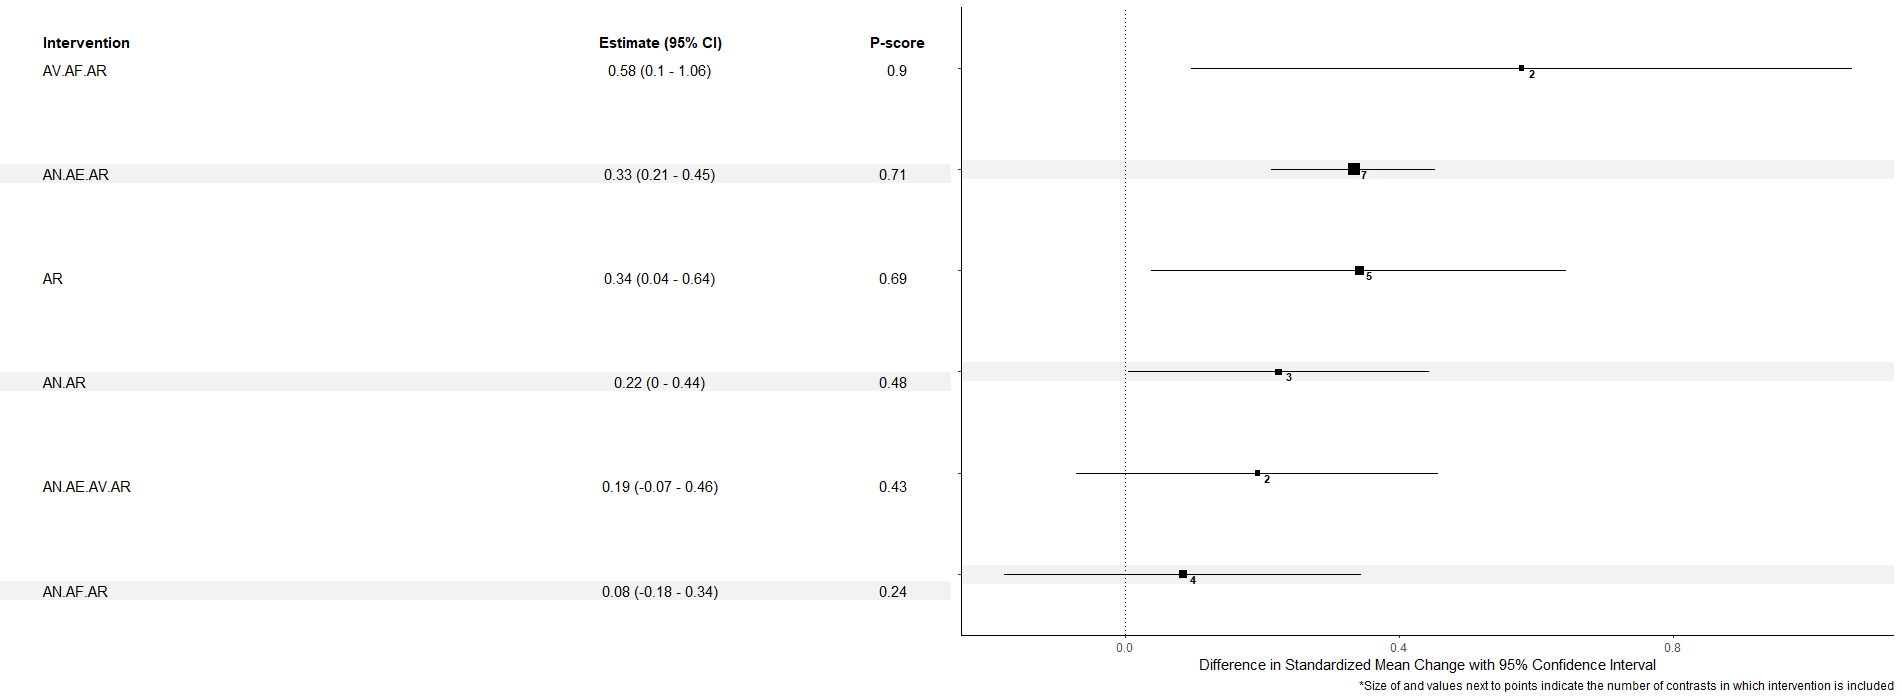 Intervention Estimate (95% CI) P-score
AV.AF.AR 0.58 (0.1 - 1.06) 0.9 2
AN.AE.AR 0.33 (0.21 - 0.45) 0.71 7
AR 0.34 (0.04 - 0.64) 0.69 5
AN.AR 0.22 (0 - 0.44) 0.48 3
AN.AE.AV.AR 0.19 (-0.07 - 0.46) 0.43 2
AN.AF.AR 0.08 (-0.18 - 0.34) 0.24 4
0.0 0.4 0.8
Difference in Standardized Mean Change with 95% Confidence Interval
*Size of and values next to points indicate the number of contrasts in which intervention is included